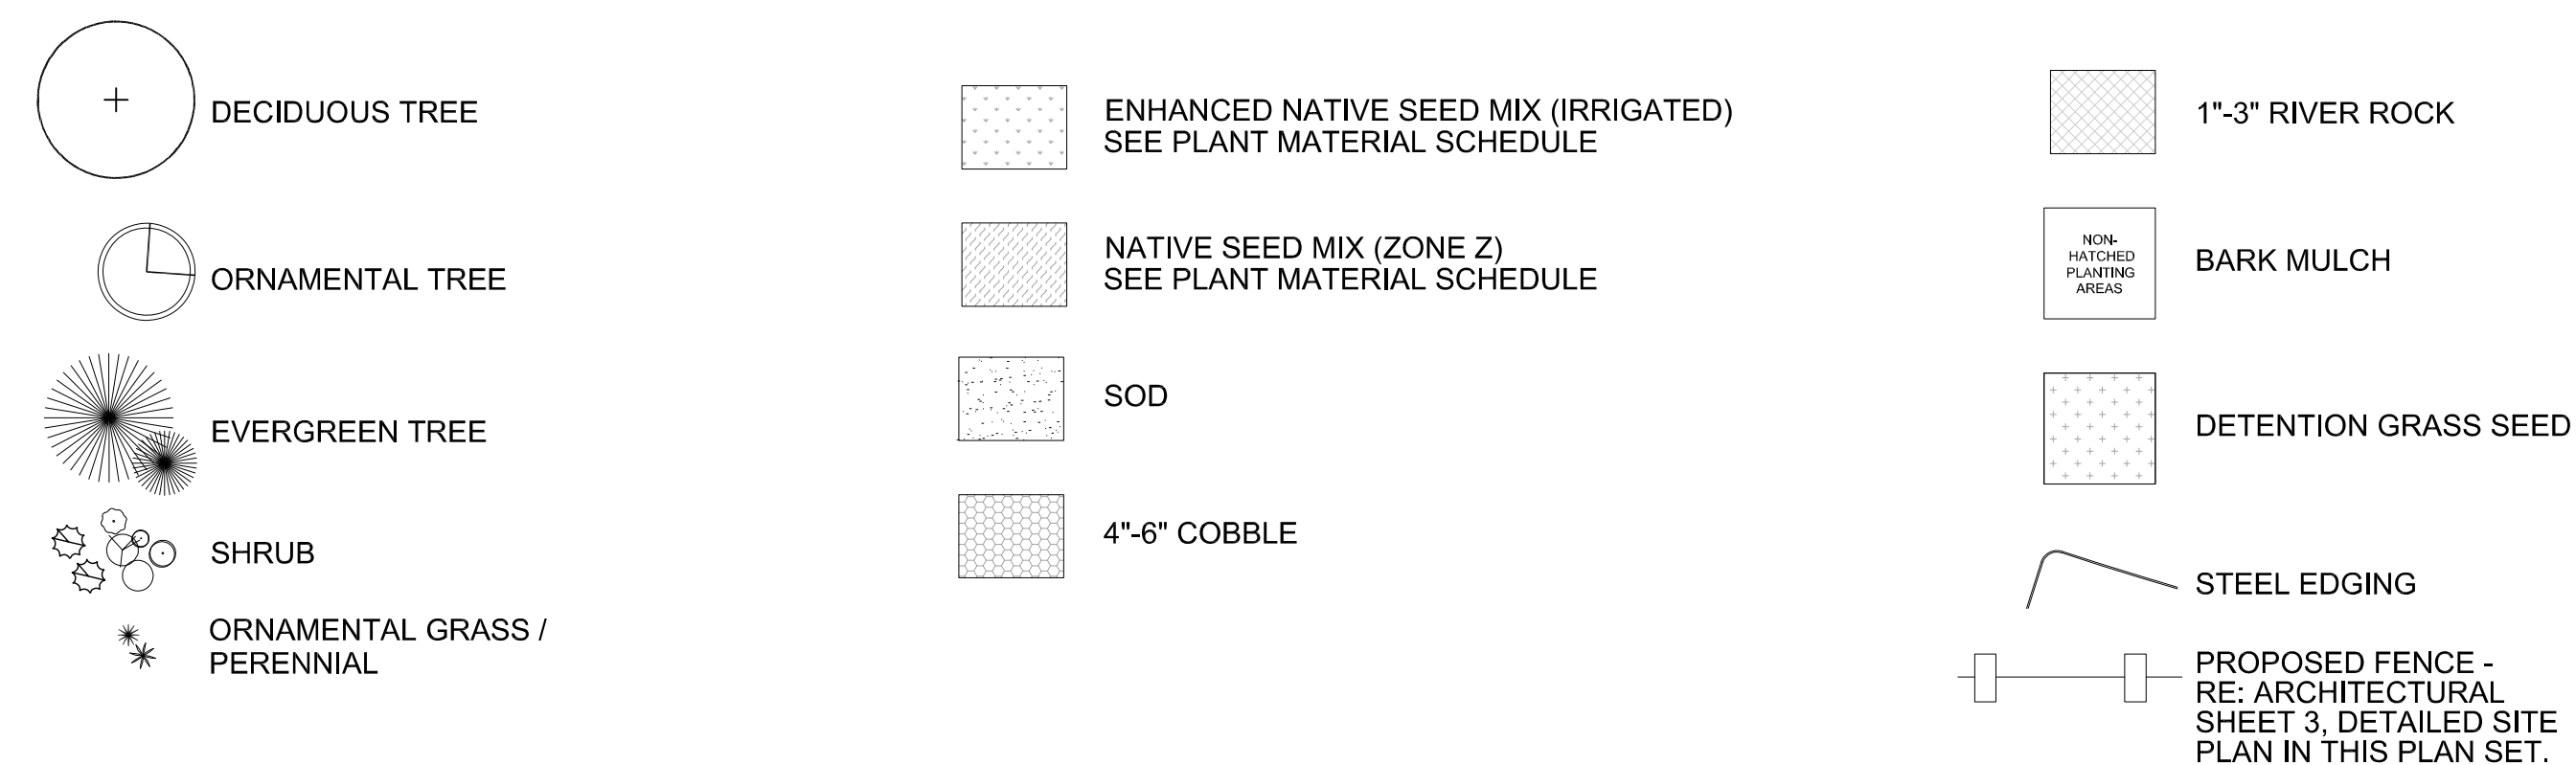 DECIDUOUS TREE
ORNAMENTAL TREE
EVERGREEN TREE
SHRUB
ORNAMENTAL GRASS /
PERENNIAL
ENHANCED NATIVE SEED MIX (IRRIGATED)
SEE PLANT MATERIAL SCHEDULE
NATIVE SEED MIX (ZONE Z)
SEE PLANT MATERIAL SCHEDULE
SOD
4"-6" COBBLE
1"-3" RIVER ROCK
NON-
HATCHED
PLANTING
AREAS
BARK MULCH
DETENTION GRASS SEED
STEEL EDGING
PROPOSED FENCE -
RE: ARCHITECTURAL
SHEET 3, DETAILED SITE
PLAN IN THIS PLAN SET.